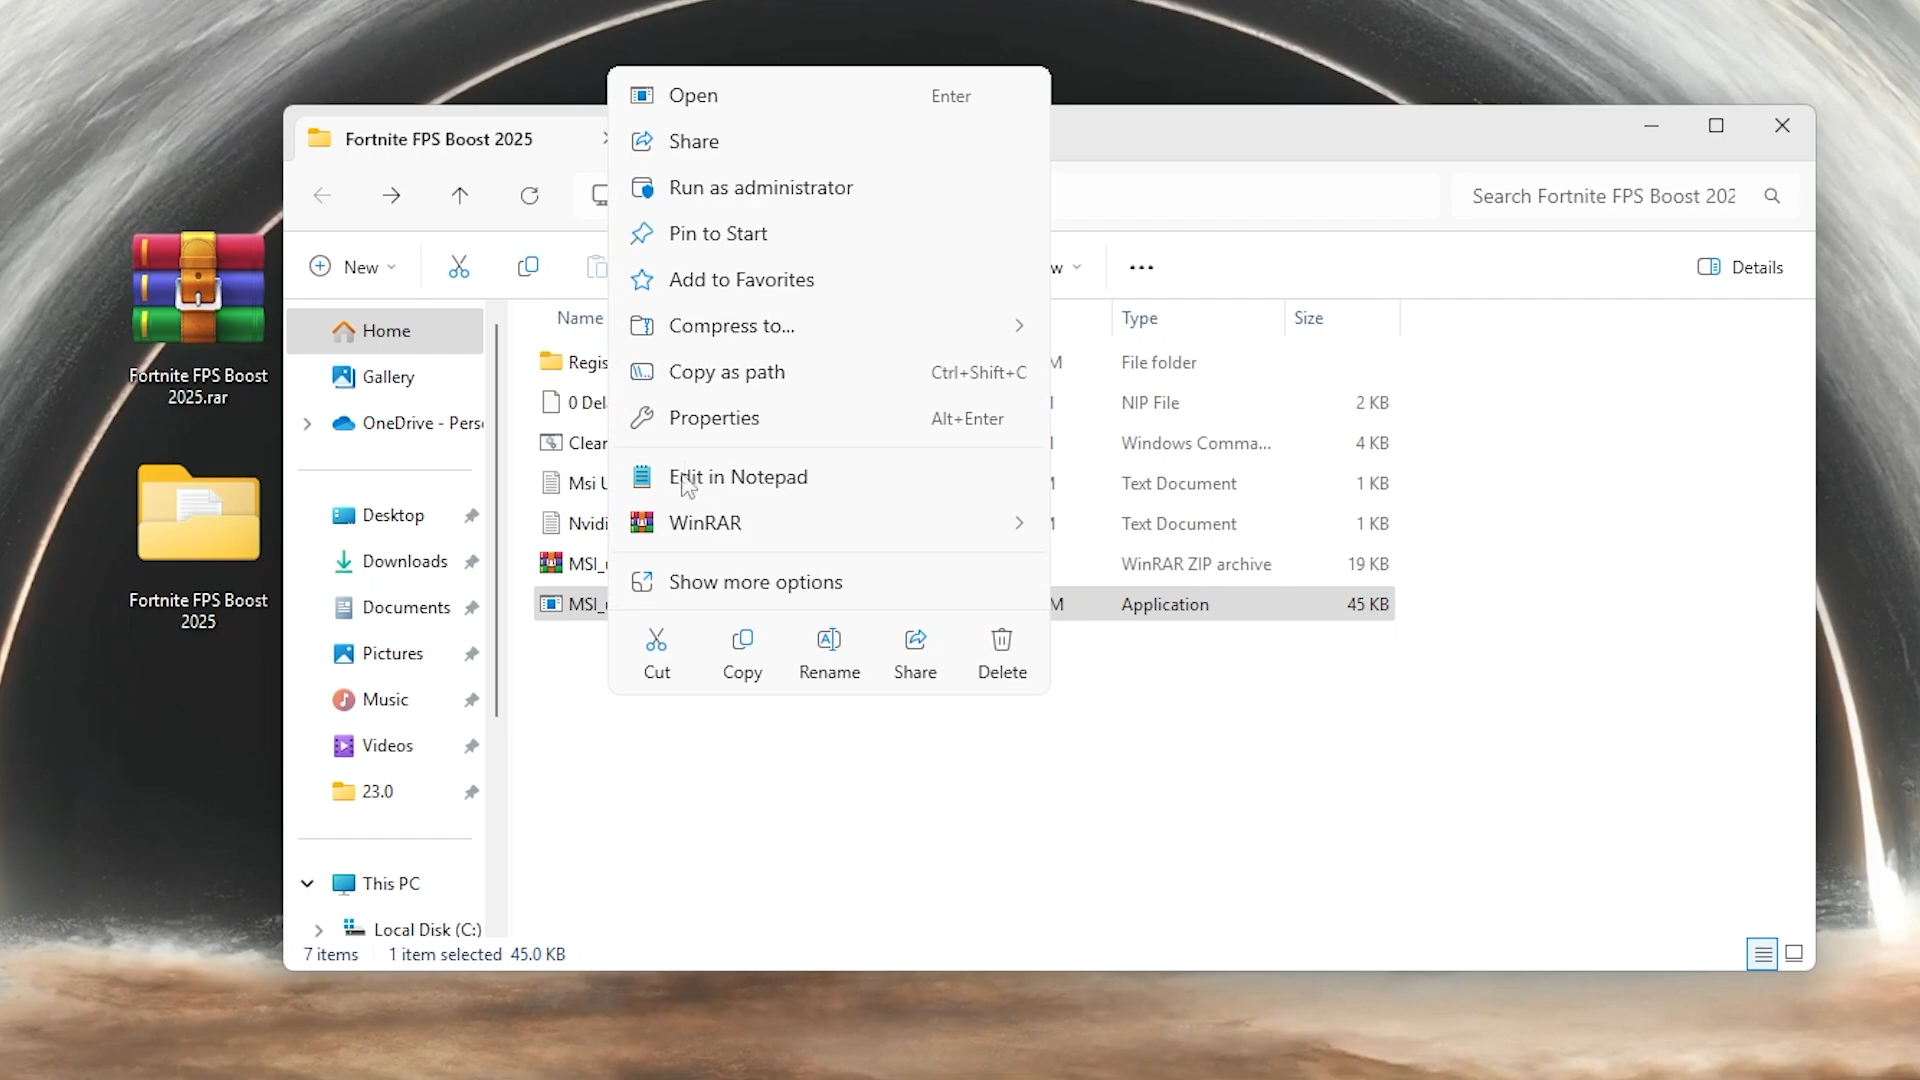 Open Enter
Share
Run as administrator
Pin to Start
Add to Favorites
Compress to...
Copy as path Ctrl+Shift+C
Properties Alt+Enter
Edit in Notepad
WinRAR
Show more options
Cut Copy Rename Share Delete
Fortnite FPS Boost 2025
Search Fortnite FPS Boost 202
New
w
Details
Home
Gallery
OneDrive - Pers
Desktop
Downloads
Documents
Pictures
Music
Videos
23.0
This PC
Local Disk (C:)
Name Type Size
Regis M File folder
0 Del NIP File 2 KB
Clear Windows Comma... 4 KB
Msi U Text Document 1 KB
Nvidi Text Document 1 KB
MSI_ WinRAR ZIP archive 19 KB
MSI_ M Application 45 KB
7 items 1 item selected 45.0 KB
Fortnite FPS Boost
2025.rar
Fortnite FPS Boost
2025